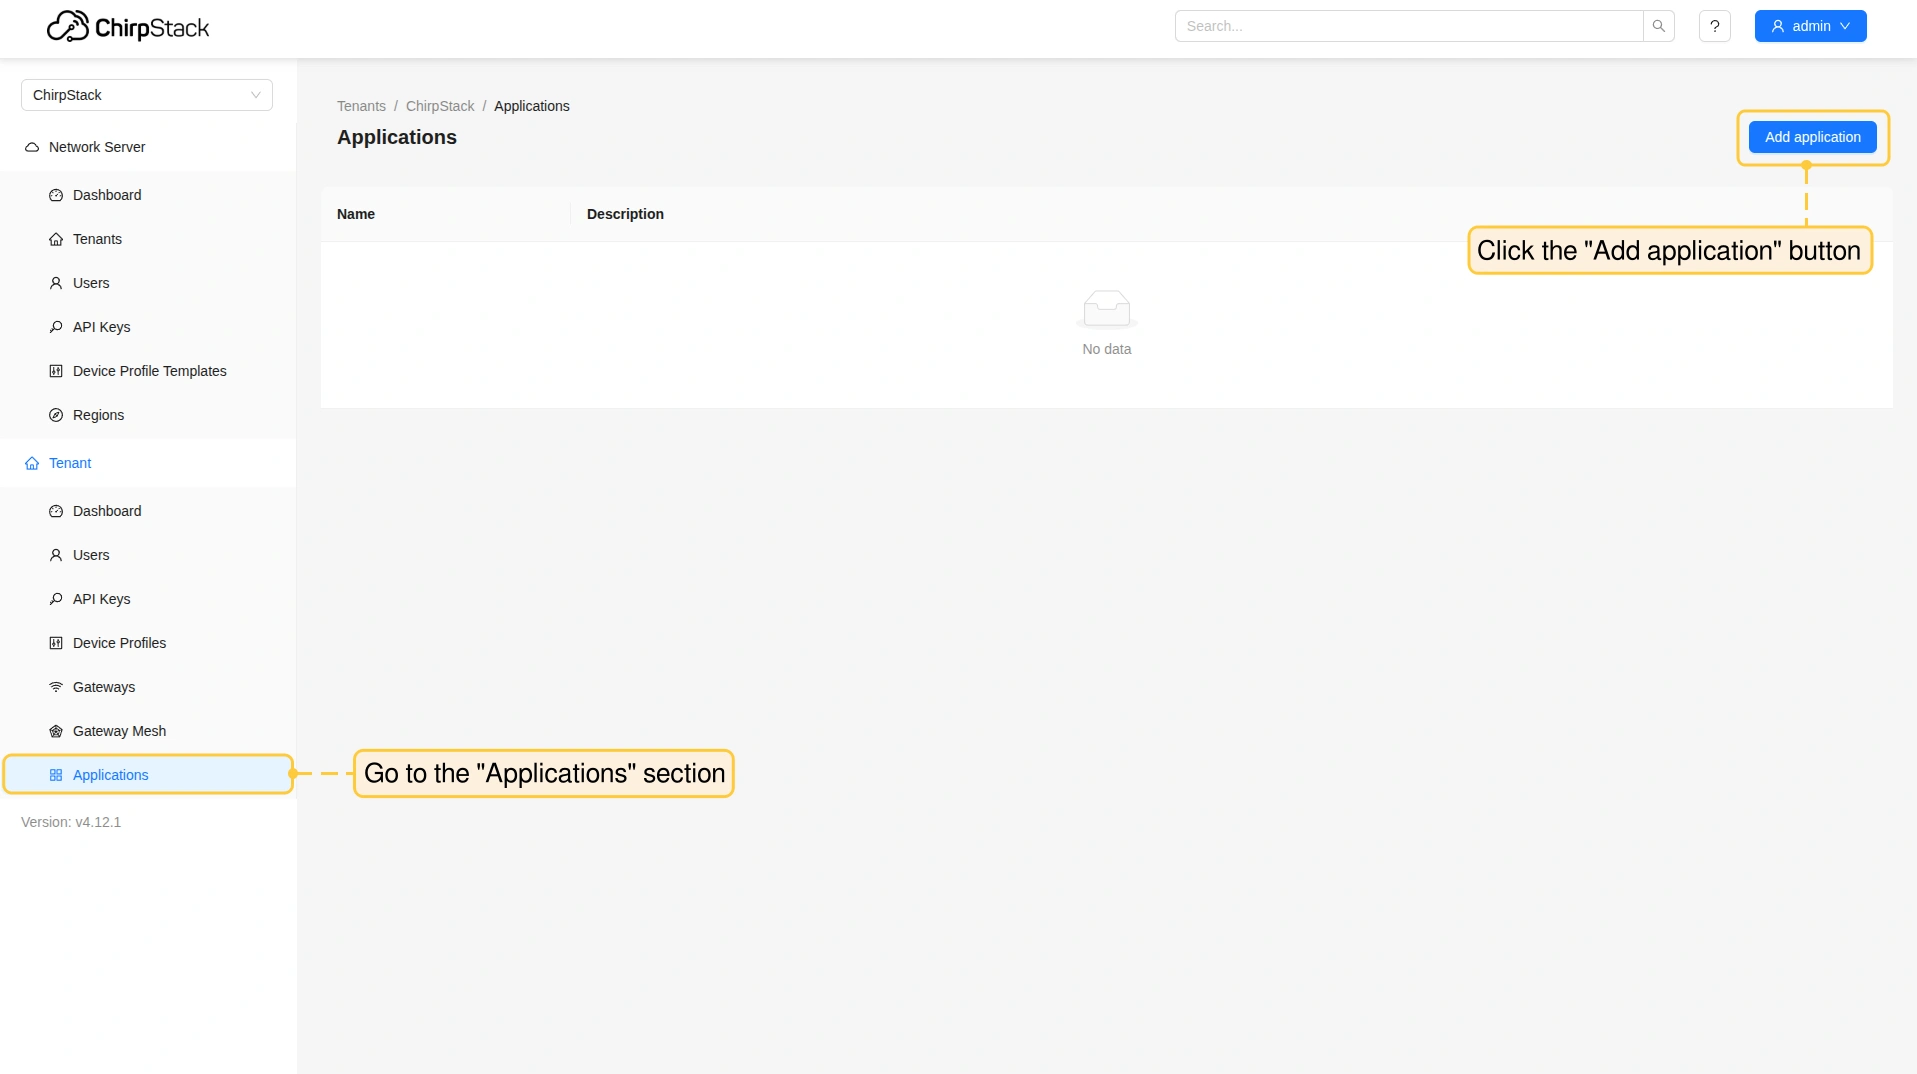 ChirpStack
Search...
?
admin
ChirpStack
Network Server
Dashboard
Tenants
Users
API Keys
Device Profile Templates
Regions
Tenant
Dashboard
Users
API Keys
Device Profiles
Gateways
Gateway Mesh
Applications
Version: v4.12.1
Tenants / ChirpStack / Applications
Applications
Add application
Name Description
Click the "Add application" button
No data
Go to the "Applications" section